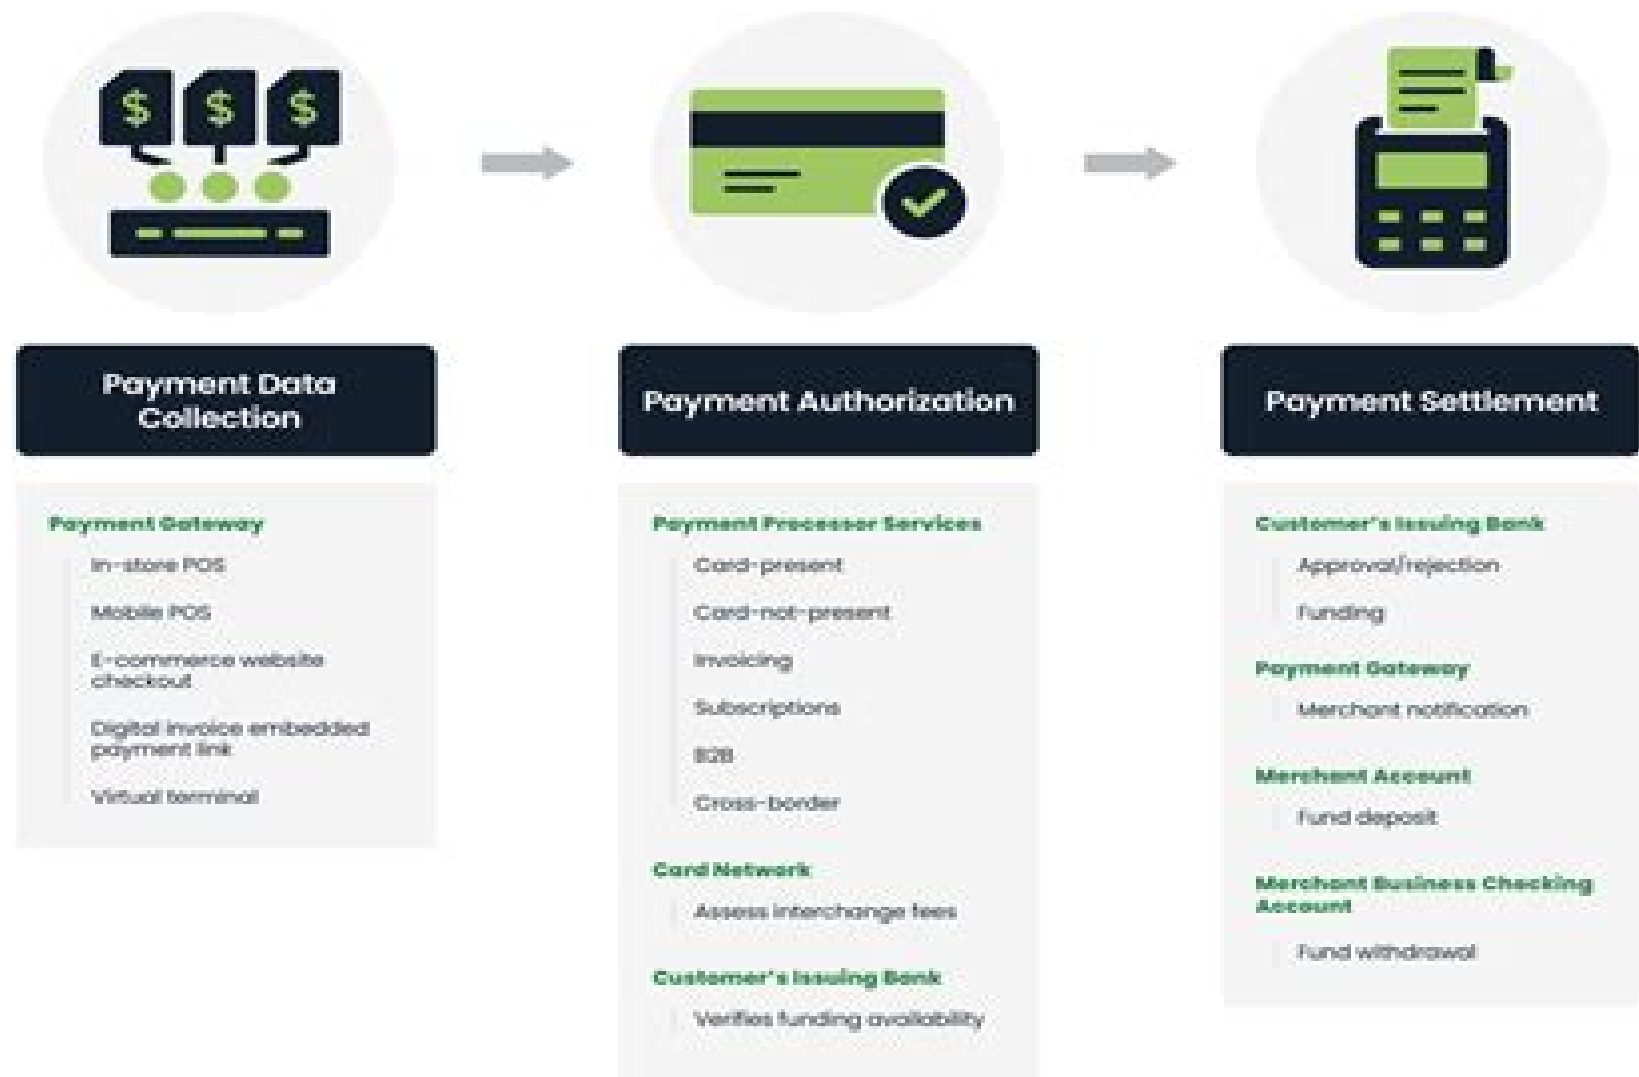 $ $ $
Payment Data
Collection
Payment Gateway
In-store POS
Mobile POS
E-commerce website
checkout
Digital invoice embedded
payment link
Virtual terminal
Payment Authorization
Payment Processor Services
Card-present
Card-not-present
Invoicing
Subscriptions
B2B
Cross-border
Card Network
Assess interchange fees
Customer's Issuing Bank
Verifies funding availability
Payment Settlement
Customer's Issuing Bank
Approval/rejection
Funding
Payment Gateway
Merchant notification
Merchant Account
Fund deposit
Merchant Business Checking
Account
Fund withdrawal